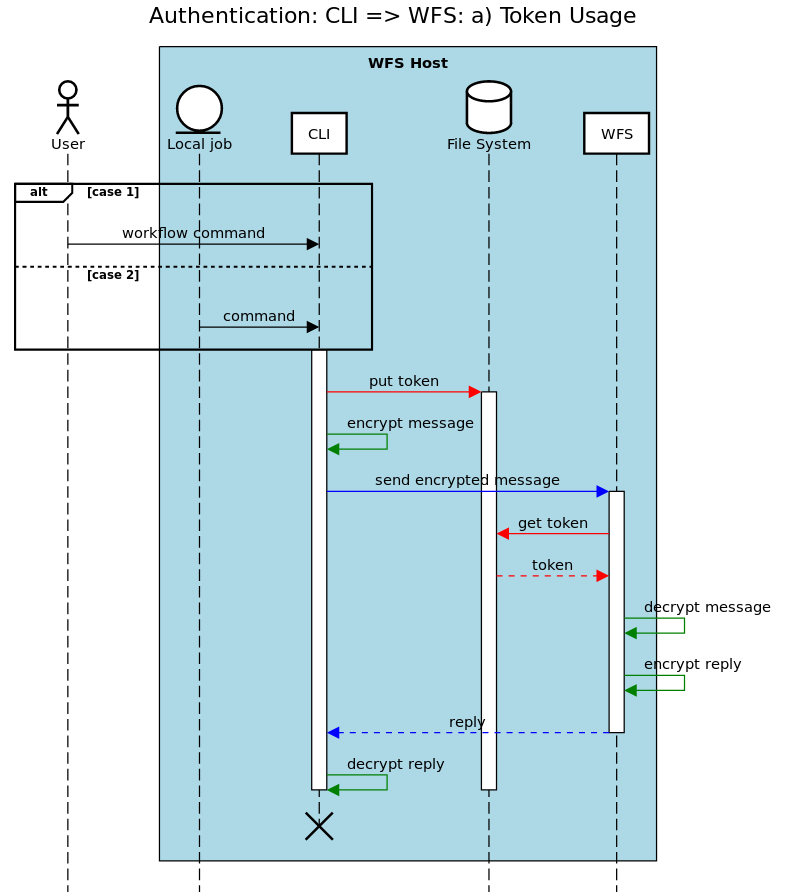 Authentication: CLI => WFS: a) Token Usage
WFS Host
User
Local job
CLI
File System
WFS
alt
[case 1]
workflow command
[case 2]
command
put token
encrypt message
send encrypted message
get token
token
decrypt message
encrypt reply
reply
decrypt reply